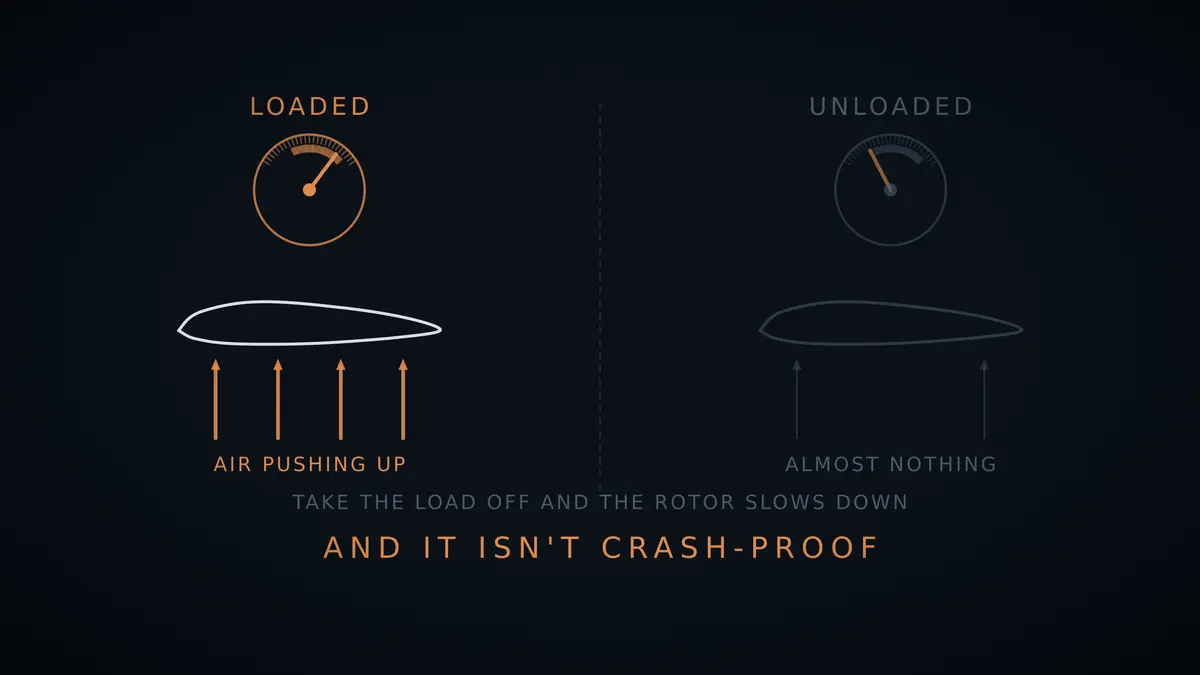 LOADED
UNLOADED
AIR PUSHING UP
ALMOST NOTHING
TAKE THE LOAD OFF AND THE ROTOR SLOWS DOWN
AND IT ISN'T CRASH-PROOF